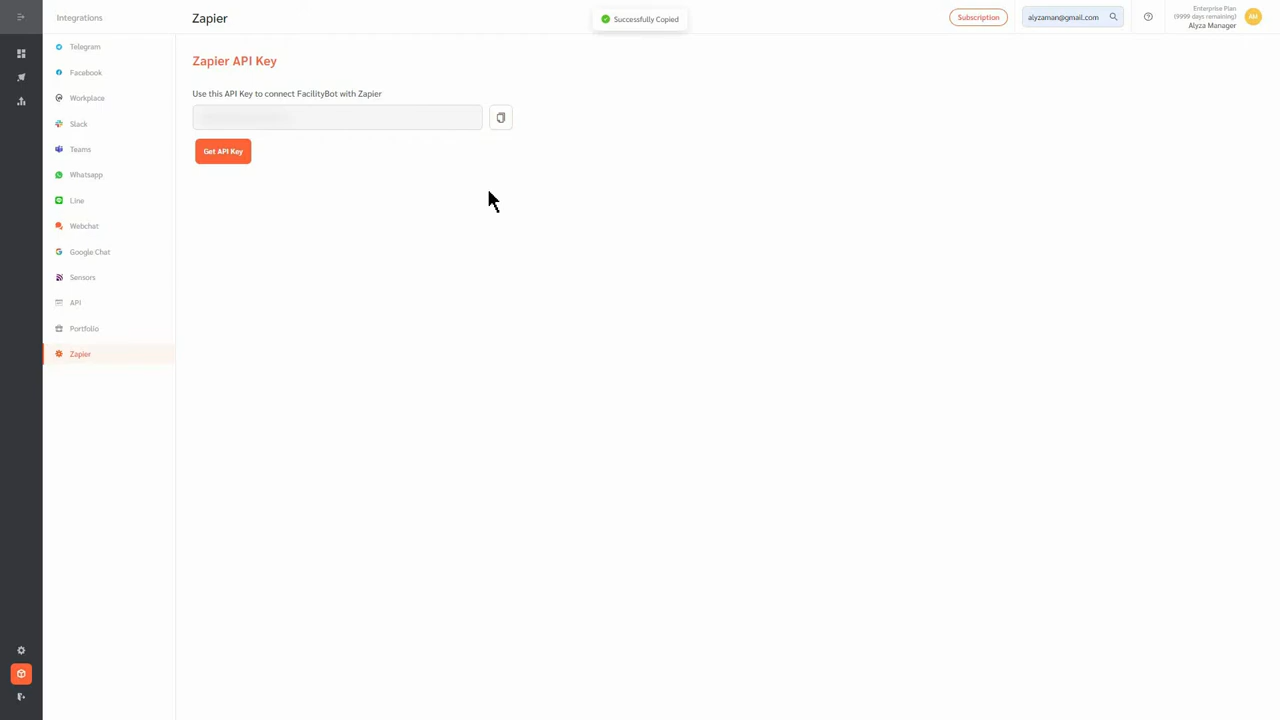 Integrations
Zapier
Successfully Copied
Subscription
alyzaman@gmail.com
Enterprise Plan
(9999 days remaining)
Alyza Manager
AM
Telegram
Facebook
Workplace
Slack
Teams
Whatsapp
Line
Webchat
Google Chat
Sensors
API
Portfolio
Zapier
Zapier API Key
Use this API Key to connect FacilityBot with Zapier
Get API Key